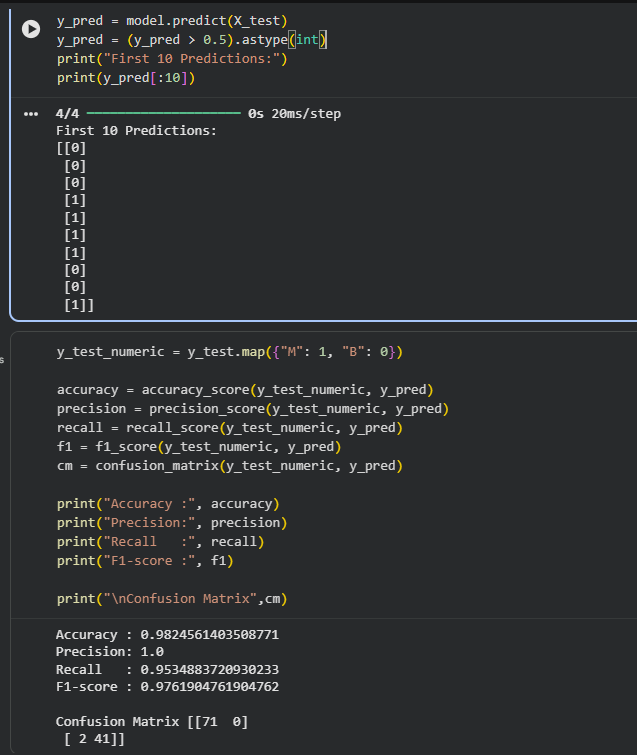 y_pred = model.predict(X_test)
y_pred = (y_pred > 0.5).astype(int)
print("First 10 Predictions:")
print(y_pred[:10])
••• 4/4 ━━━━━━━━━━━━━━━━━━━━ 0s 20ms/step
First 10 Predictions:
[[0]
 [0]
 [0]
 [1]
 [1]
 [1]
 [1]
 [0]
 [0]
 [1]]
s
y_test_numeric = y_test.map({"M": 1, "B": 0})
accuracy = accuracy_score(y_test_numeric, y_pred)
precision = precision_score(y_test_numeric, y_pred)
recall = recall_score(y_test_numeric, y_pred)
f1 = f1_score(y_test_numeric, y_pred)
cm = confusion_matrix(y_test_numeric, y_pred)
print("Accuracy :", accuracy)
print("Precision:", precision)
print("Recall   :", recall)
print("F1-score :", f1)
print("\nConfusion Matrix",cm)
Accuracy : 0.9824561403508771
Precision: 1.0
Recall   : 0.9534883720930233
F1-score : 0.9761904761904762
Confusion Matrix [[71  0]
 [ 2 41]]